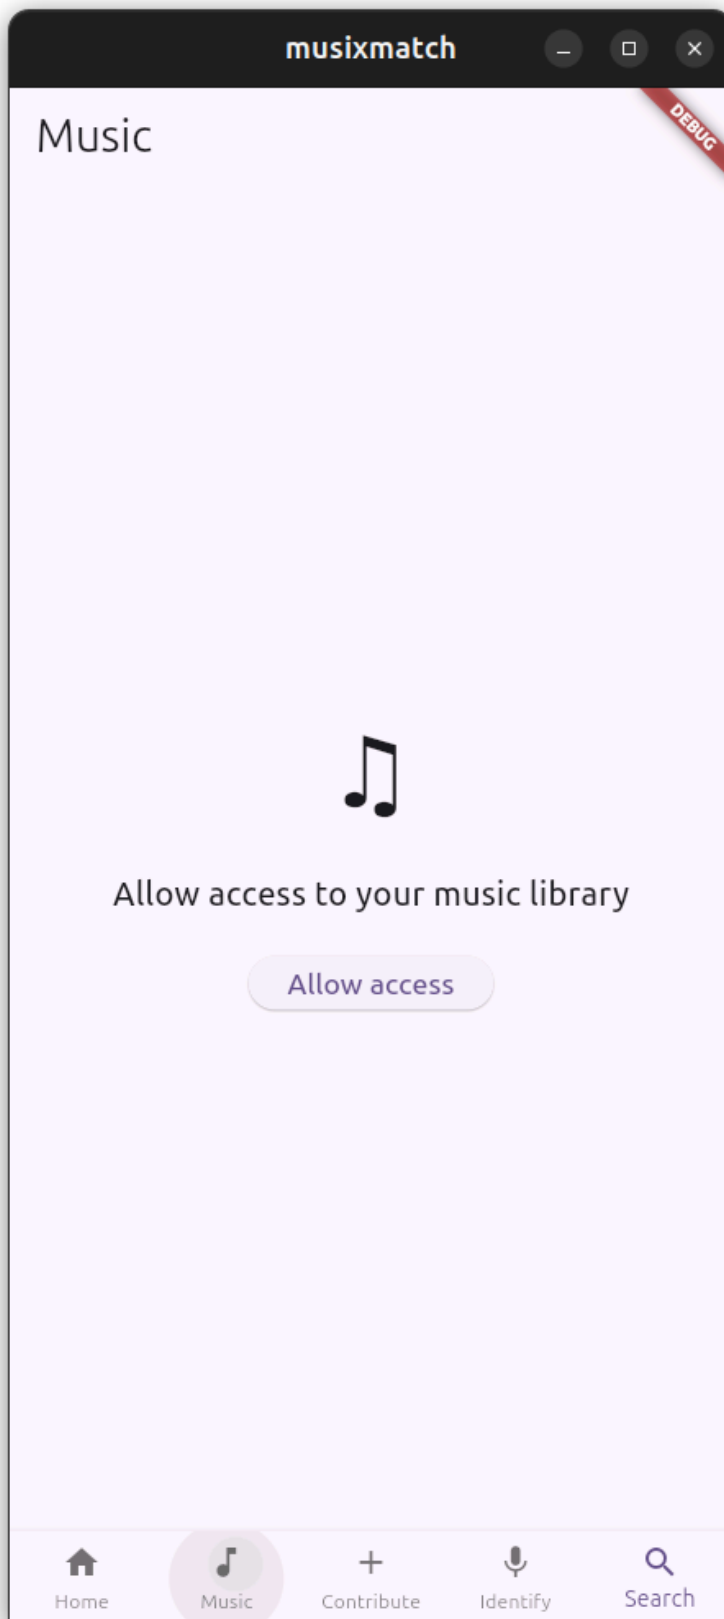 musixmatch
Music
DEBUG
Allow access to your music library
Allow access
Home
Music
Contribute
Identify
Search